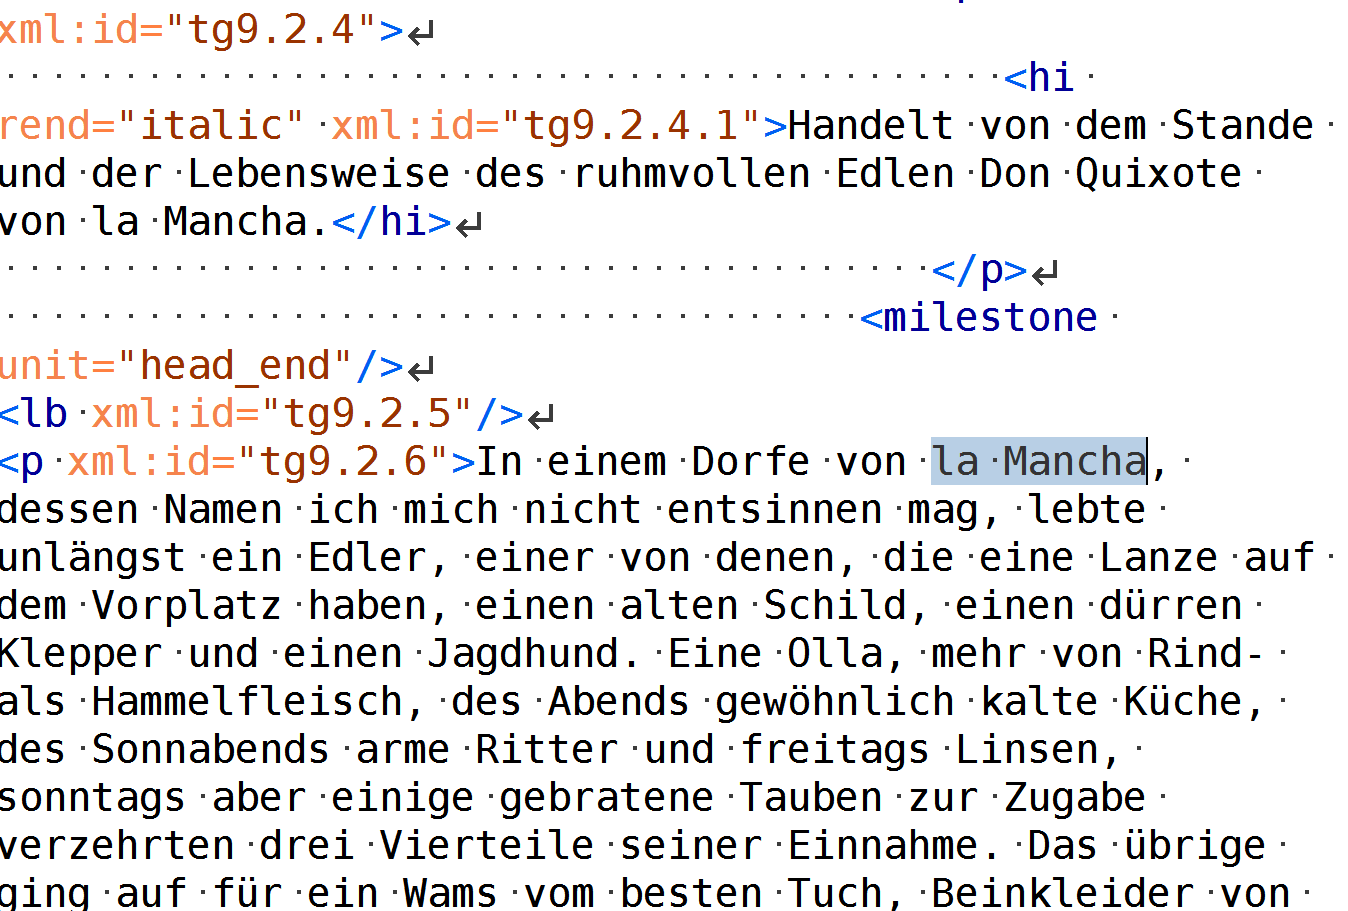 xml:id="tg9.2.4">
<hi
rend="italic" xml:id="tg9.2.4.1">Handelt von dem Stande
und der Lebensweise des ruhmvollen Edlen Don Quixote
von la Mancha.</hi>
</p>
<milestone
unit="head_end"/>
<lb xml:id="tg9.2.5"/>
<p xml:id="tg9.2.6">In einem Dorfe von la Mancha,
dessen Namen ich mich nicht entsinnen mag, lebte
unlängst ein Edler, einer von denen, die eine Lanze auf
dem Vorplatz haben, einen alten Schild, einen dürren
Klepper und einen Jagdhund. Eine Olla, mehr von Rind-
als Hammelfleisch, des Abends gewöhnlich kalte Küche,
des Sonnabends arme Ritter und freitags Linsen,
sonntags aber einige gebratene Tauben zur Zugabe
verzehrten drei Vierteile seiner Einnahme. Das übrige
ging auf für ein Wams vom besten Tuch, Beinkleider von